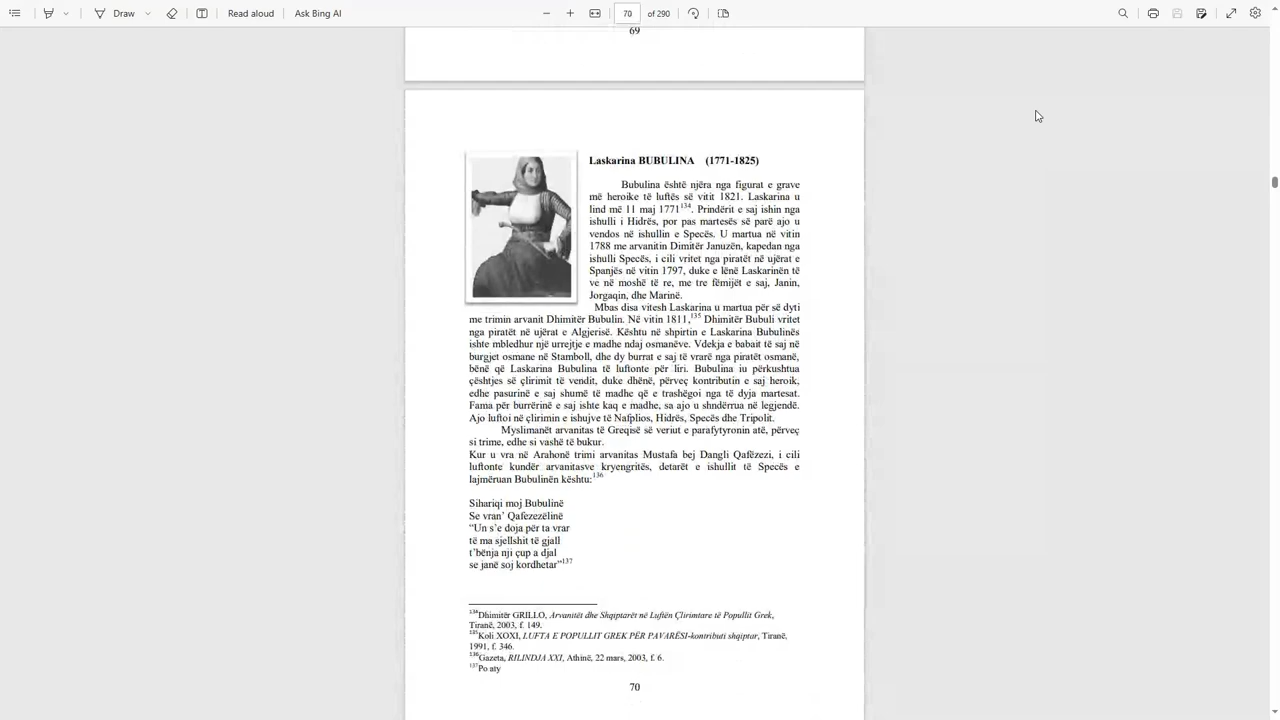 Draw
Read aloud
Ask Bing AI
70
of 290
69
Laskarina BUBULINA (1771-1825)
Bubulina është njëra nga figurat e grave
më heroike të luftës së vitit 1821. Laskarina u
lind më 11 maj 1771134. Prindërit e saj ishin nga
ishulli i Hidrës, por pas martesës së parë ajo u
vendos në ishullin e Specës. U martua në vitin
1788 me arvanitin Dimitër Januzën, kapedan nga
ishulli Specës, i cili vritet nga piratët në ujërat e
Spanjës në vitin 1797, duke e lënë Laskarinën të
ve në moshë të re, me tre fëmijët e saj, Janin,
Jorgaqin, dhe Marinë.
Mbas disa vitesh Laskarina u martua për së dyti
me trimin arvanit Dhimitër Bubulin. Në vitin 1811,135 Dhimitër Bubuli vritet
nga piratët në ujërat e Algjerisë. Kështu në shpirtin e Laskarina Bubulinës
ishte mbledhur një urrejtje e madhe ndaj osmanëve. Vdekja e babait të saj në
burgjet osmane në Stamboll, dhe dy burrat e saj të vrarë nga piratët osmanë,
bënë që Laskarina Bubulina të luftonte për liri. Bubulina iu përkushtua
çështjes së çlirimit të vendit, duke dhënë, përveç kontributin e saj heroik,
edhe pasurinë e saj shumë të madhe që e trashëgoi nga të dyja martesat.
Fama për burrërinë e saj ishte kaq e madhe, sa ajo u shndërrua në legjendë.
Ajo luftoi në çlirimin e ishujve të Nafplios, Hidrës, Specës dhe Tripolit.
Myslimanët arvanitas të Greqisë së veriut e parafytyronin atë, përveç
si trime, edhe si vashë të bukur.
Kur u vra në Arahonë trimi arvanitas Mustafa bej Dangli Qafëzezi, i cili
luftonte kundër arvanitasve kryengritës, detarët e ishullit të Specës e
lajmëruan Bubulinën kështu:136
Sihariqi moj Bubulinë
Se vran’ Qafezezëlinë
“Un s’e doja për ta vrar
të ma sjellshit të gjall
t’bënja nji çup a djal
se janë soj kordhetar“137
134Dhimitër GRILLO, Arvanitët dhe Shqiptarët në Luftën Çlirimtare të Popullit Grek,
Tiranë, 2003, f. 149.
135Koli XOXI, LUFTA E POPULLIT GREK PËR PAVARËSI-kontributi shqiptar, Tiranë,
1991, f. 346.
136Gazeta, RILINDJA XXI, Athinë, 22 mars, 2003, f. 6.
137Po aty
70